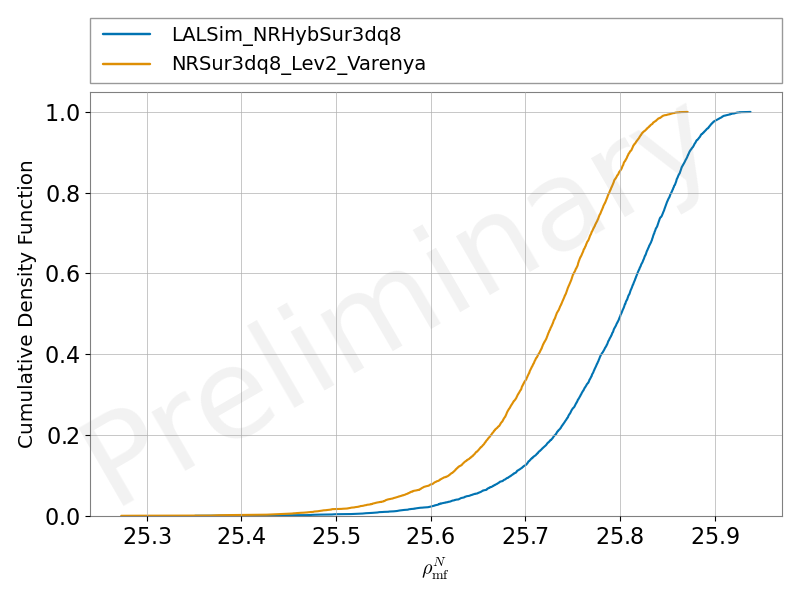 LALSim_NRHybSur3dq8
NRSur3dq8_Lev2_Varenya
Preliminary
Cumulative Density Function
1.0
0.8
0.6
0.4
0.2
0.0
25.3 25.4 25.5 25.6 25.7 25.8 25.9
ρ_mf^N